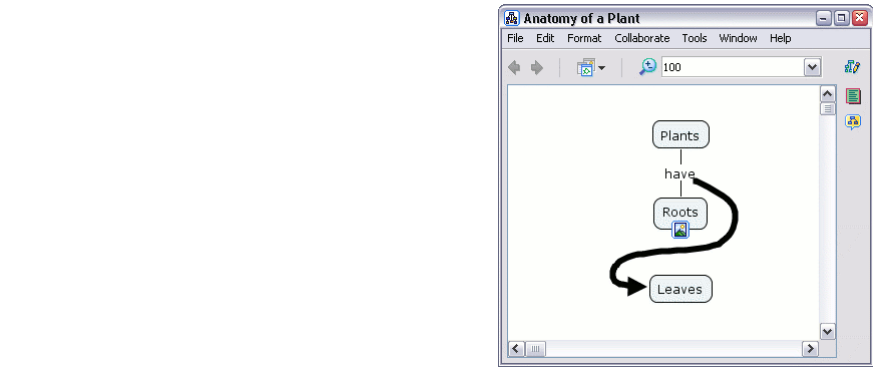 Anatomy of a Plant
File Edit Format Collaborate Tools Window Help
100
Plants
have
Roots
Leaves